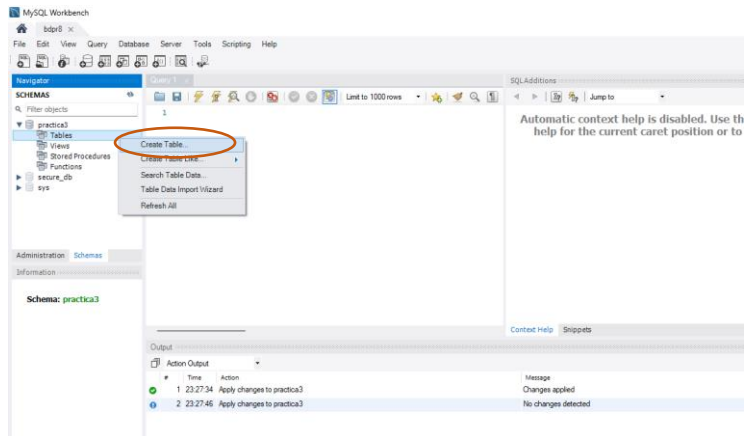 MySQL Workbench
bdpr8 ×
File Edit View Query Database Server Tools Scripting Help
Navigator
SCHEMAS
Filter objects
practica3
Tables
Views
Stored Procedures
Functions
secure_db
sys
Administration Schemas
Information
Schema: practica3
Query 1
Limit to 1000 rows
1
Create Table...
Create Table Like...
Search Table Data...
Table Data Import Wizard
Refresh All
SQLAdditions
Jump to
Automatic context help is disabled. Use th
help for the current caret position or to
Context Help Snippets
Output
Action Output
# Time Action Message
1 23:27:34 Apply changes to practica3 Changes applied
2 23:27:46 Apply changes to practica3 No changes detected